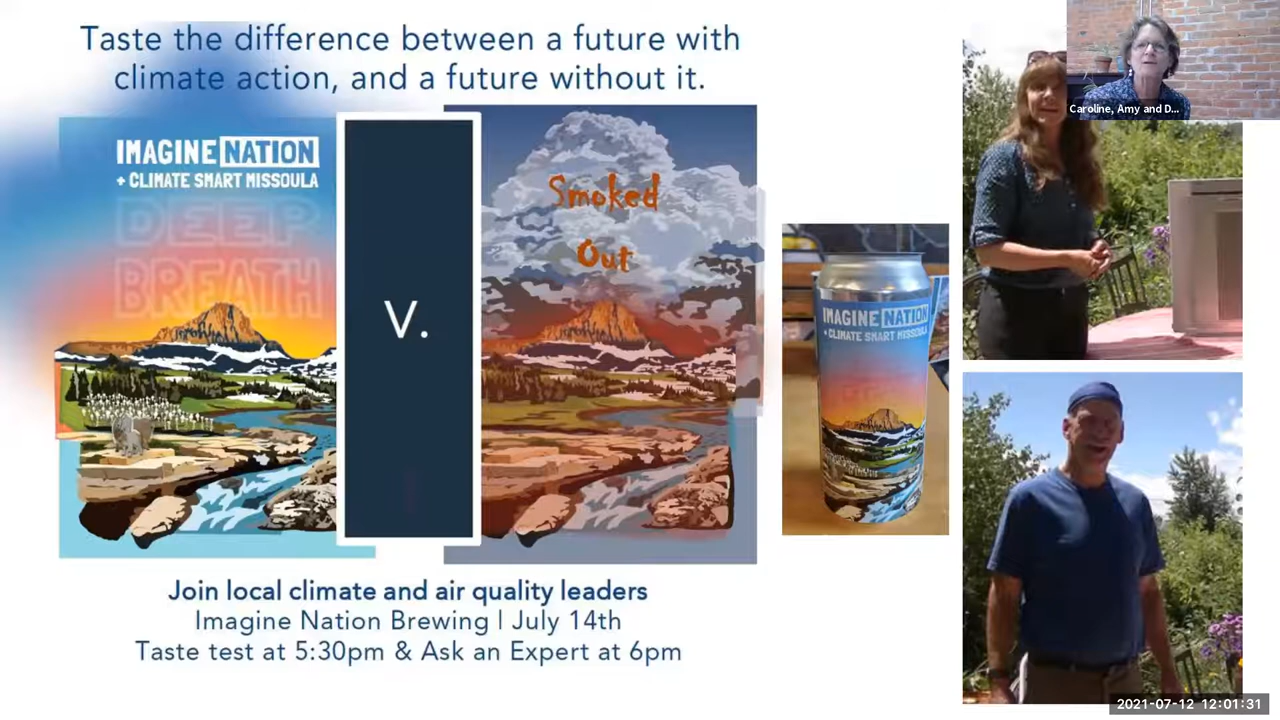 Taste the difference between a future with
climate action, and a future without it.
IMAGINE NATION
+ CLIMATE SMART MISSOULA
DEEP
BREATH
V.
Smoked
Out
IMAGINE NATION
+ CLIMATE SMART MISSOULA
Join local climate and air quality leaders
Imagine Nation Brewing | July 14th
Taste test at 5:30pm & Ask an Expert at 6pm
Caroline, Amy and D...
2021-07-12 12:01:31